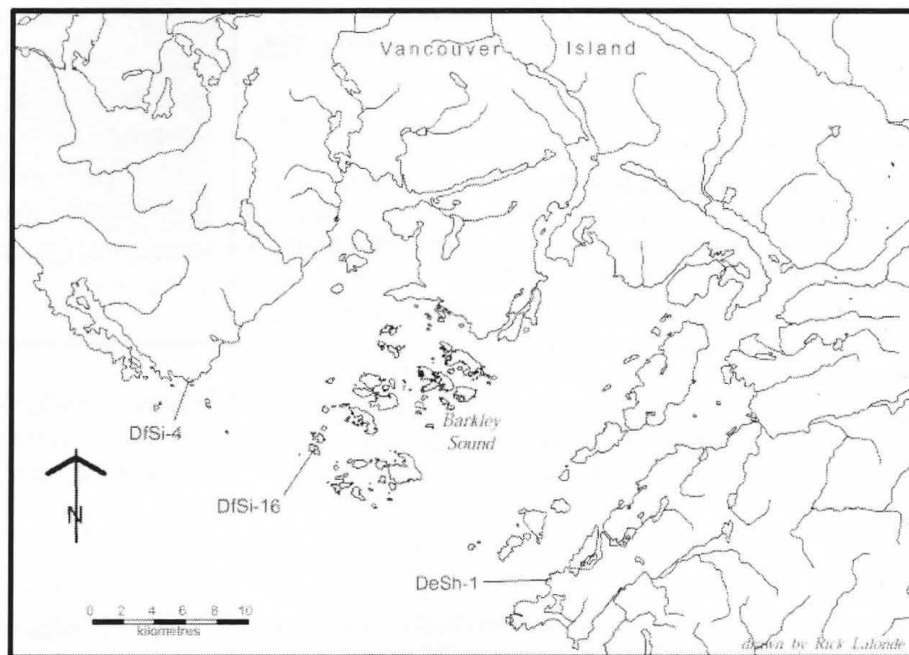 Vancouver Island
Barkley
Sound
DfSi-4
DfSi-16
N
DeSh-1
0 2 4 6 8 10
kilometres
drawn by Rick Lalonde